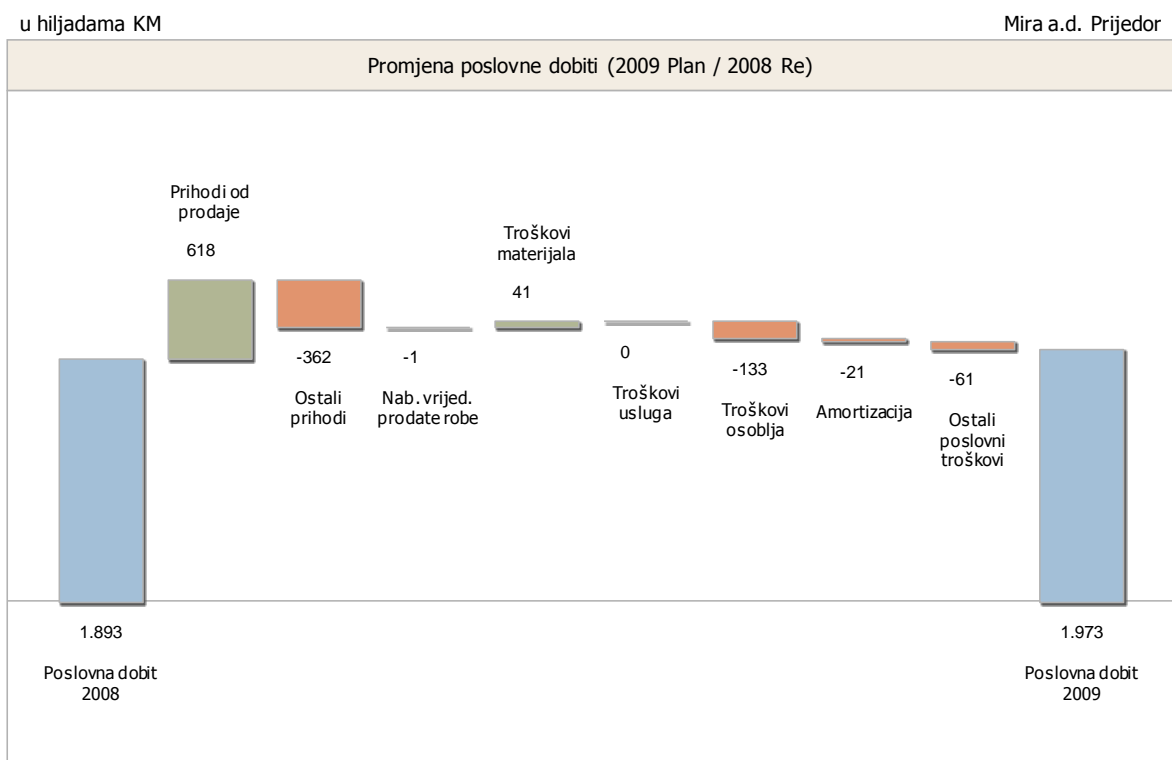 u hiljadama KM
Mira a.d. Prijedor
Promjena poslovne dobiti (2009 Plan / 2008 Re)
Prihodi od
prodaje
618
Troškovi
materijala
41
-362
Ostali
prihodi
-1
Nab.vrijed.
prodate robe
0
Troškovi
usluga
-133
Troškovi
osoblja
-21
Amortizacija
-61
Ostali
poslovni
troškovi
1.893
Poslovna dobit
2008
1.973
Poslovna dobit
2009